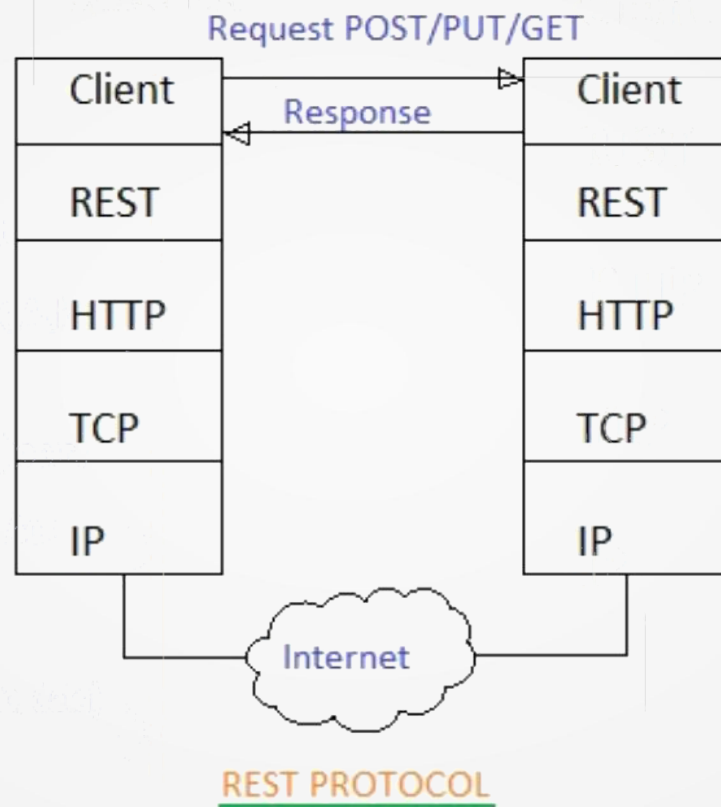 Request POST/PUT/GET
Client
Response
Client
REST
REST
HTTP
HTTP
TCP
TCP
IP
IP
Internet
REST PROTOCOL